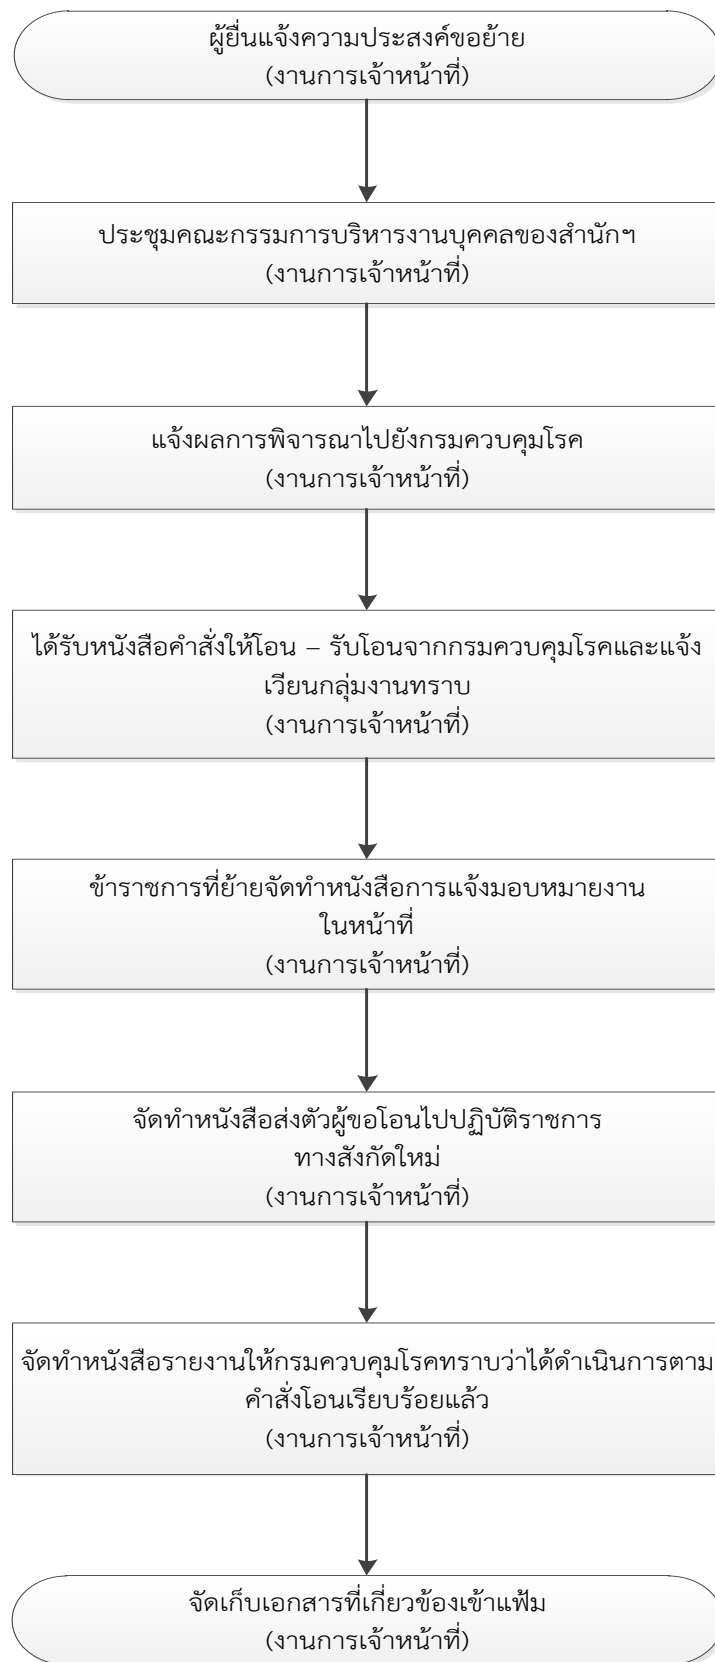 ผู้ยื่นแจ้งความประสงค์ขอย้าย
(งานการเจ้าหน้าที่)
ประชุมคณะกรรมการบริหารงานบุคคลของสำนักฯ
(งานการเจ้าหน้าที่)
แจ้งผลการพิจารณาไปยังกรมควบคุมโรค
(งานการเจ้าหน้าที่)
ได้รับหนังสือคำสั่งให้โอน – รับโอนจากกรมควบคุมโรคและแจ้ง
เวียนกลุ่มงานทราบ
(งานการเจ้าหน้าที่)
ข้าราชการที่ย้ายจัดทำหนังสือการแจ้งมอบหมายงาน
ในหน้าที่
(งานการเจ้าหน้าที่)
จัดทำหนังสือส่งตัวผู้ขอโอนไปปฏิบัติราชการ
ทางสังกัดใหม่
(งานการเจ้าหน้าที่)
จัดทำหนังสือรายงานให้กรมควบคุมโรคทราบว่าได้ดำเนินการตาม
คำสั่งโอนเรียบร้อยแล้ว
(งานการเจ้าหน้าที่)
จัดเก็บเอกสารที่เกี่ยวข้องเข้าแฟ้ม
(งานการเจ้าหน้าที่)